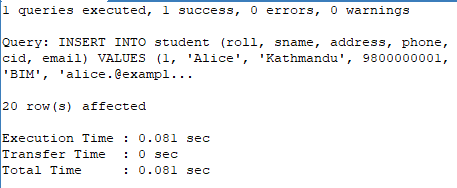 1 queries executed, 1 success, 0 errors, 0 warnings
Query: INSERT INTO student (roll, sname, address, phone,
cid, email) VALUES (1, 'Alice', 'Kathmandu', 9800000001,
'BIM', 'alice.@exampl...
20 row(s) affected
Execution Time : 0.081 sec
Transfer Time : 0 sec
Total Time : 0.081 sec